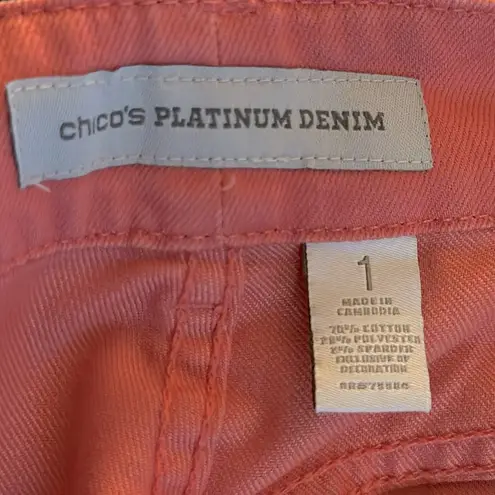 chico's PLATINUM DENIM
1
MADE IN
CAMBODIA
70% COTTON
28% POLYESTER
2% SPANDEX
EXCLUSIVE OF
DECORATION